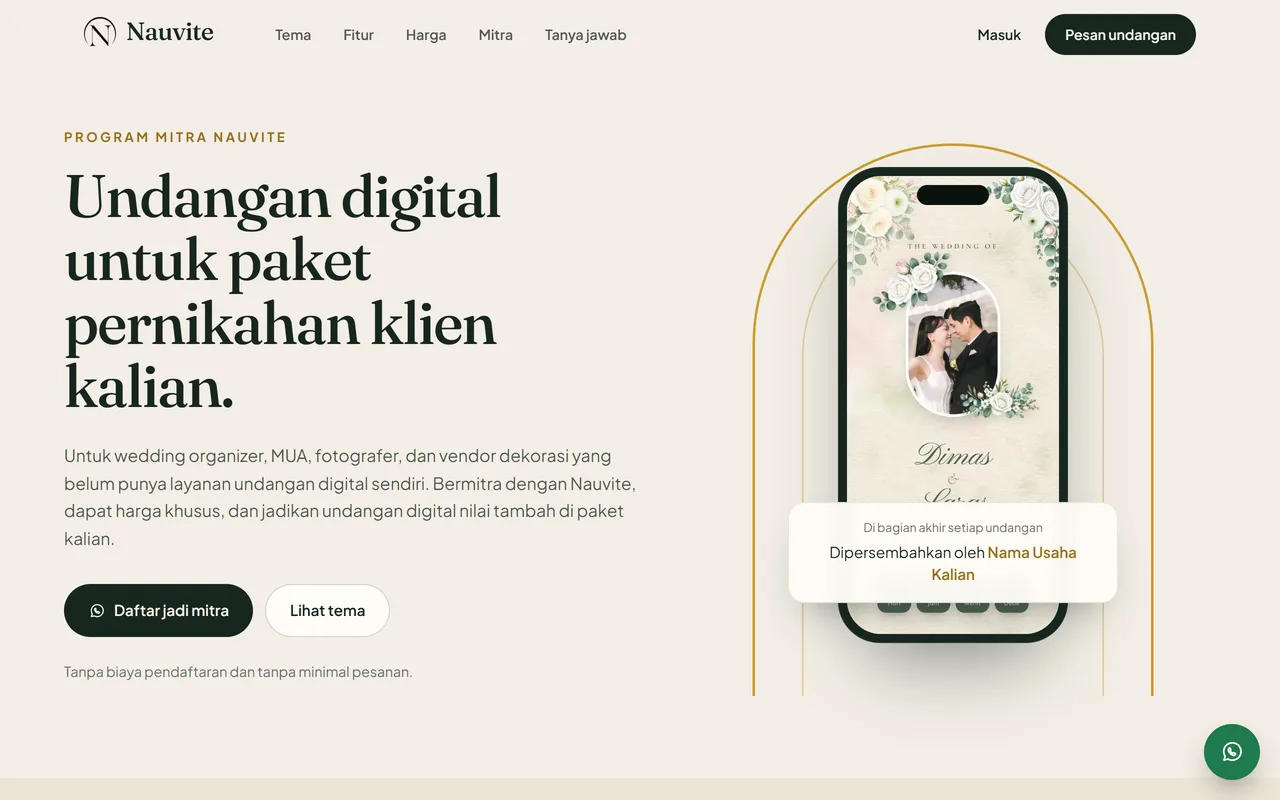 Nauvite
Tema
Fitur
Harga
Mitra
Tanya jawab
Masuk
Pesan undangan
PROGRAM MITRA NAUVITE
Undangan digital
untuk paket
pernikahan klien
kalian.
Untuk wedding organizer, MUA, fotografer, dan vendor dekorasi yang
belum punya layanan undangan digital sendiri. Bermitra dengan Nauvite,
dapat harga khusus, dan jadikan undangan digital nilai tambah di paket
kalian.
Daftar jadi mitra
Lihat tema
Tanpa biaya pendaftaran dan tanpa minimal pesanan.
THE WEDDING OF
Dimas
&
Di bagian akhir setiap undangan
Dipersembahkan oleh Nama Usaha
Kalian